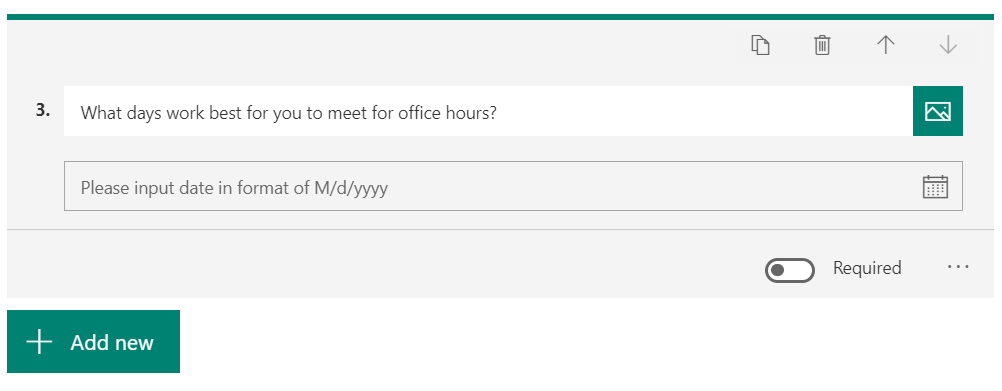 3. What days work best for you to meet for office hours?
Please input date in format of M/d/yyyy
Required
Add new